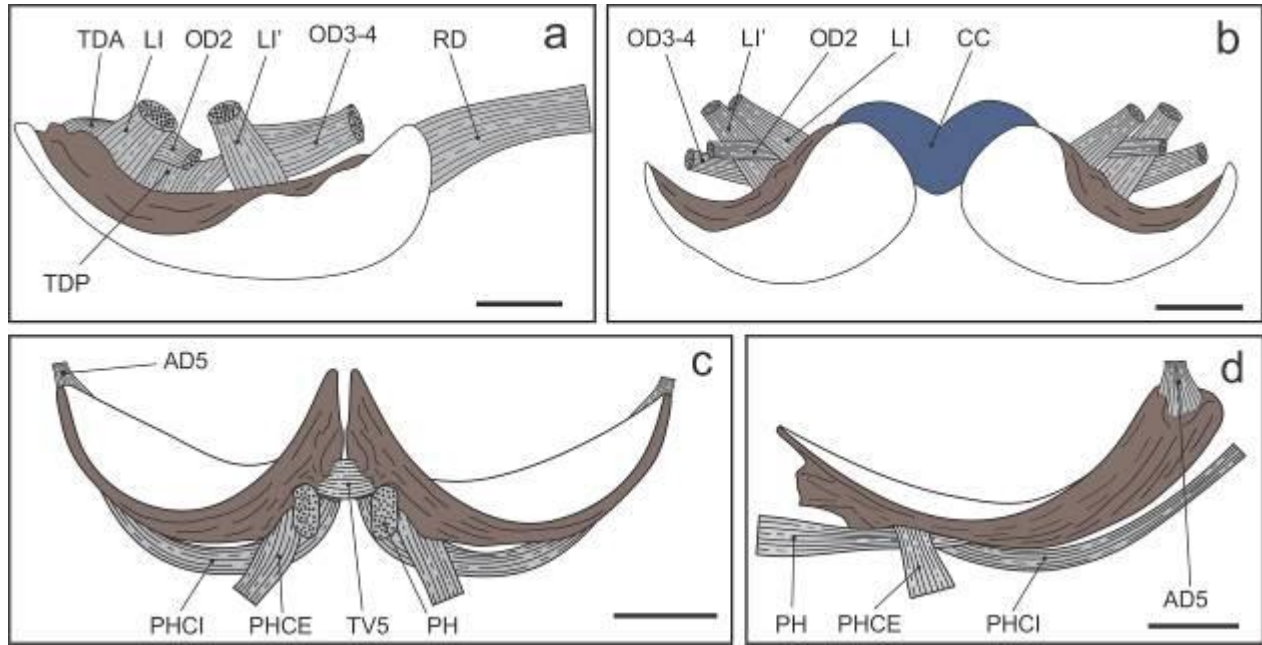 TDA LI OD2 LI' OD3-4 RD a
TDP
OD3-4 LI' OD2 LI CC b
AD5 c
PHCI PHCE TV5 PH
d
AD5
PH PHCE PHCI